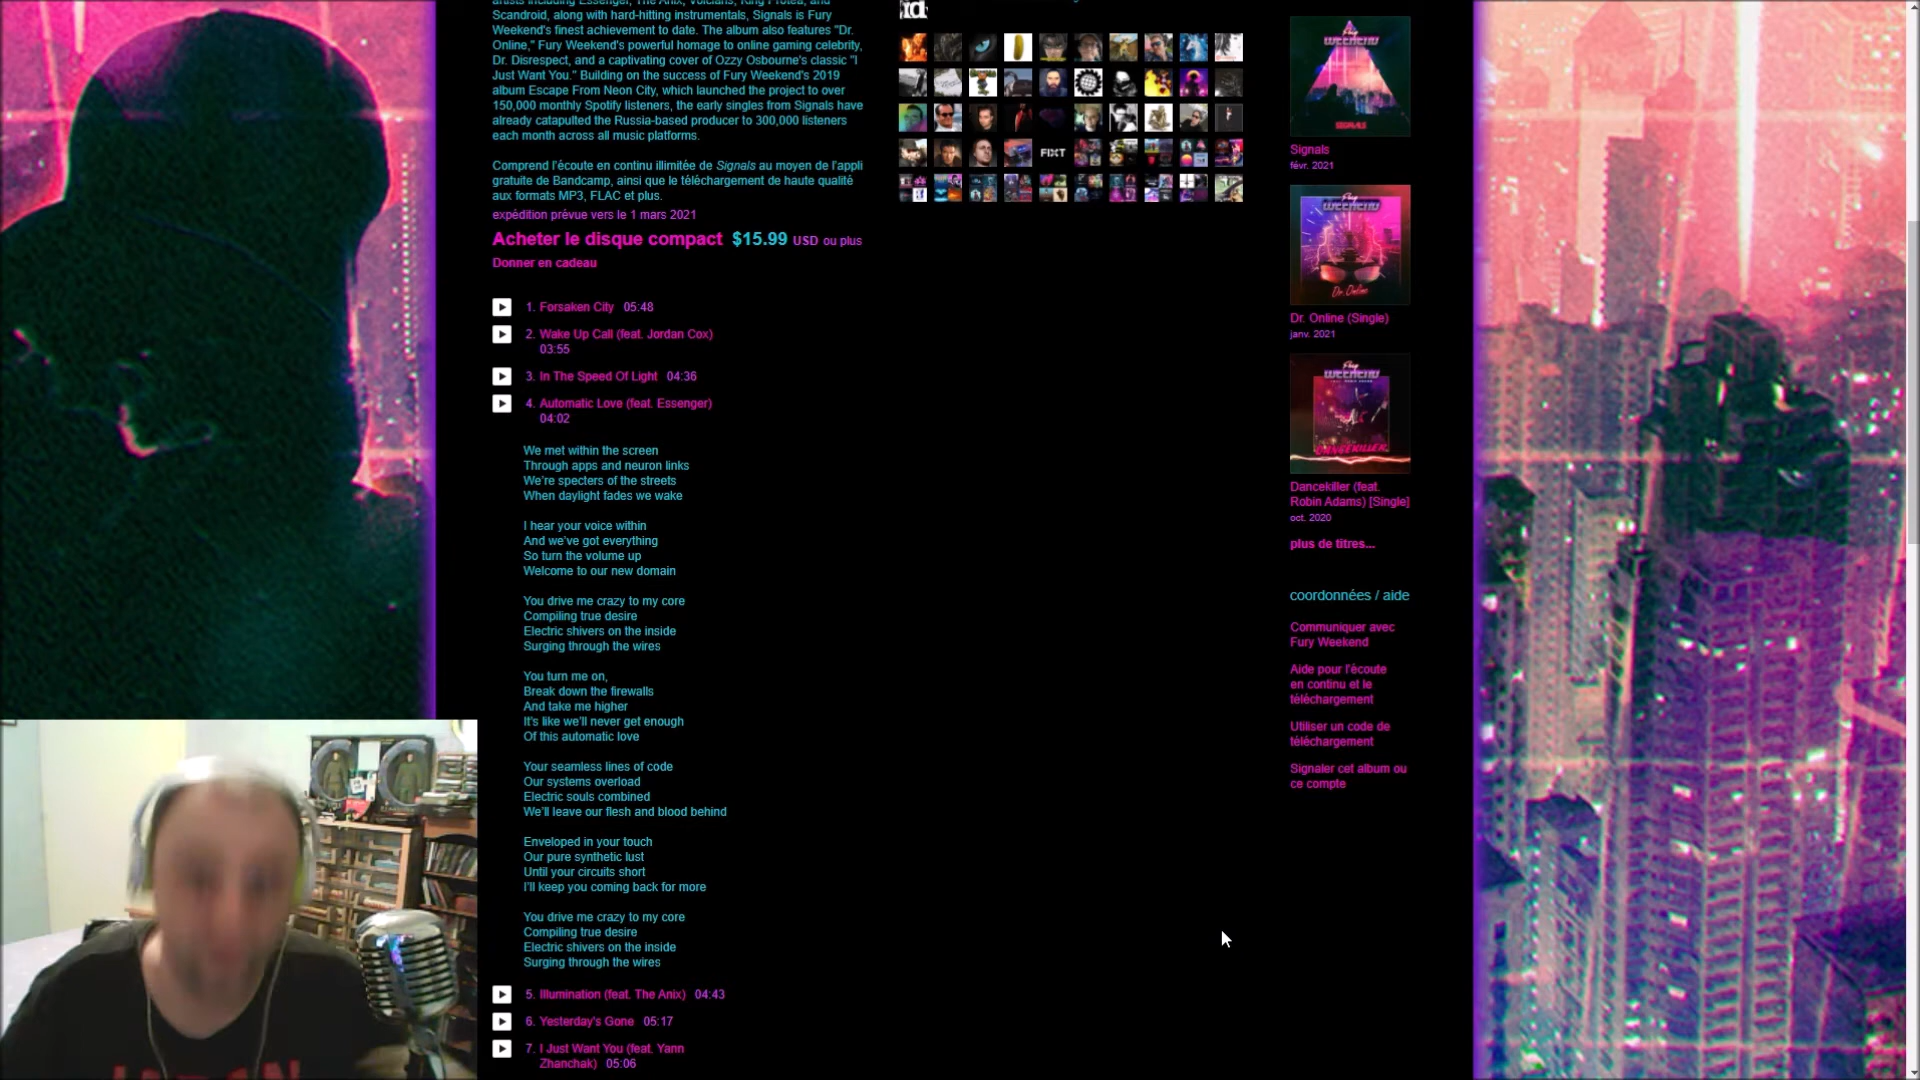 artists including Essenger, The Anix, Vulcians, King Protea, and
Scandroid, along with hard-hitting instrumentals, Signals is Fury
Weekend's finest achievement to date. The album also features "Dr.
Online," Fury Weekend's powerful homage to online gaming celebrity,
Dr. Disrespect, and a captivating cover of Ozzy Osbourne's classic "I
Just Want You." Building on the success of Fury Weekend's 2019
album Escape From Neon City, which launched the project to over
150,000 monthly Spotify listeners, the early singles from Signals have
already catapulted the Russia-based producer to 300,000 listeners
each month across all music platforms.
Comprend l'écoute en continu illimitée de Signals au moyen de l'appli
gratuite de Bandcamp, ainsi que le téléchargement de haute qualité
aux formats MP3, FLAC et plus.
expédition prévue vers le 1 mars 2021
Acheter le disque compact $15.99 USD ou plus
Donner en cadeau
1. Forsaken City 05:48
2. Wake Up Call (feat. Jordan Cox)
03:55
3. In The Speed Of Light 04:36
4. Automatic Love (feat. Essenger)
04:02
We met within the screen
Through apps and neuron links
We're specters of the streets
When daylight fades we wake
I hear your voice within
And we've got everything
So turn the volume up
Welcome to our new domain
You drive me crazy to my core
Compiling true desire
Electric shivers on the inside
Surging through the wires
You turn me on,
Break down the firewalls
And take me higher
It's like we'll never get enough
Of this automatic love
Your seamless lines of code
Our systems overload
Electric souls combined
We'll leave our flesh and blood behind
Enveloped in your touch
Our pure synthetic lust
Until your circuits short
I'll keep you coming back for more
You drive me crazy to my core
Compiling true desire
Electric shivers on the inside
Surging through the wires
5. Illumination (feat. The Anix) 04:43
6. Yesterday's Gone 05:17
7. I Just Want You (feat. Yann
Zhanchak) 05:06
FIXT
WEEKEND
SIGNALS
Signals
févr. 2021
WEEKEND
Dr. Online
Dr. Online (Single)
janv. 2021
WEEKEND
DANCEKILLER
Dancekiller (feat.
Robin Adams) [Single]
oct. 2020
plus de titres...
coordonnées / aide
Communiquer avec
Fury Weekend
Aide pour l'écoute
en continu et le
téléchargement
Utiliser un code de
téléchargement
Signaler cet album ou
ce compte